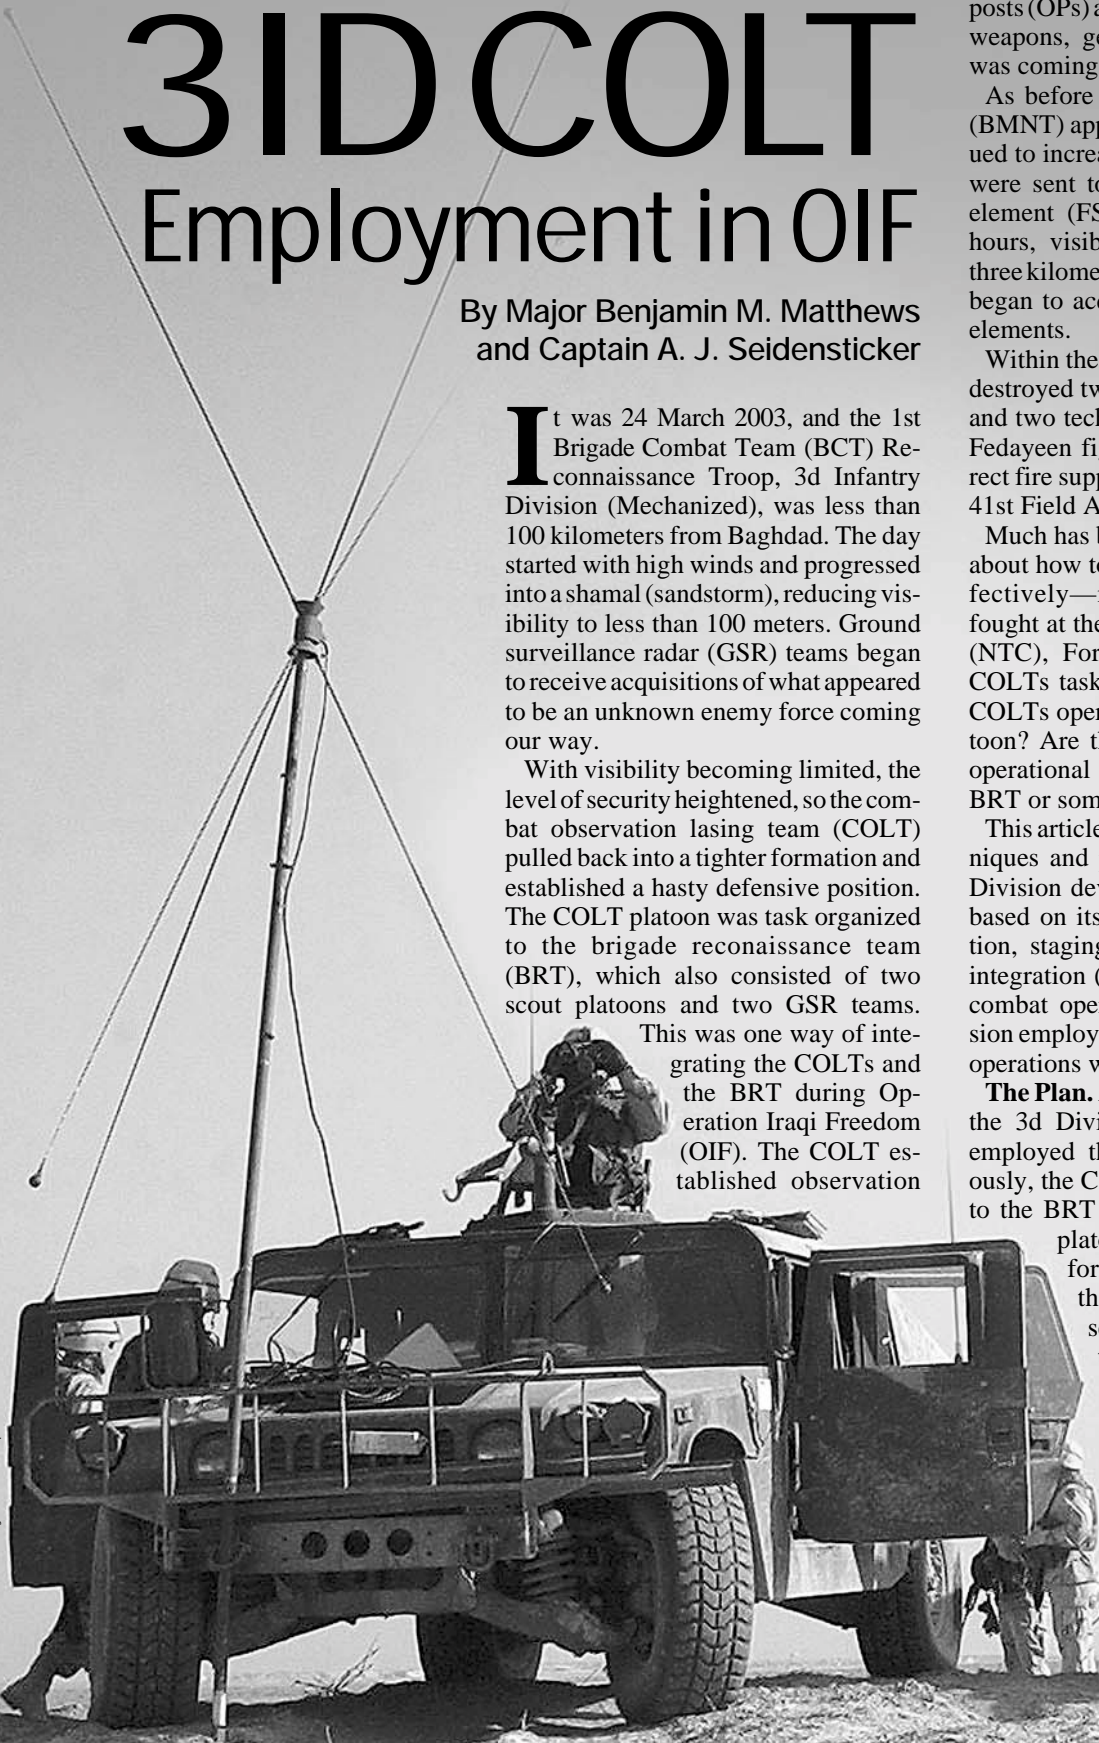 3ID COLT
Employment in OIF
By Major Benjamin M. Matthews
and Captain A. J. Seidensticker
It was 24 March 2003, and the 1st
Brigade Combat Team (BCT) Re-
connaissance Troop, 3d Infantry
Division (Mechanized), was less than
100 kilometers from Baghdad. The day
started with high winds and progressed
into a shamal (sandstorm), reducing vis-
ibility to less than 100 meters. Ground
surveillance radar (GSR) teams began
to receive acquisitions of what appeared
to be an unknown enemy force coming
our way.
With visibility becoming limited, the
level of security heightened, so the com-
bat observation lasing team (COLT)
pulled back into a tighter formation and
established a hasty defensive position.
The COLT platoon was task organized
to the brigade reconaissance team
(BRT), which also consisted of two
scout platoons and two GSR teams.
This was one way of inte-
grating the COLTs and
the BRT during Op-
eration Iraqi Freedom
(OIF). The COLT es-
tablished observation
posts (OPs) a
weapons, g
was coming
As before
(BMNT) app
ued to increa
were sent to
element (FS
hours, visib
three kilome
began to acc
elements.
Within the
destroyed tw
and two tech
Fedayeen fi
rect fire supp
41st Field A
Much has b
about how to
fectively—
fought at the
(NTC), For
COLTs task
COLTs oper
toon? Are th
operational
BRT or som
This article
niques and
Division dev
based on its
tion, staging
integration (
combat ope
sion employ
operations w
The Plan.
the 3d Divi
employed th
ously, the C
to the BRT
plat
for
th
s